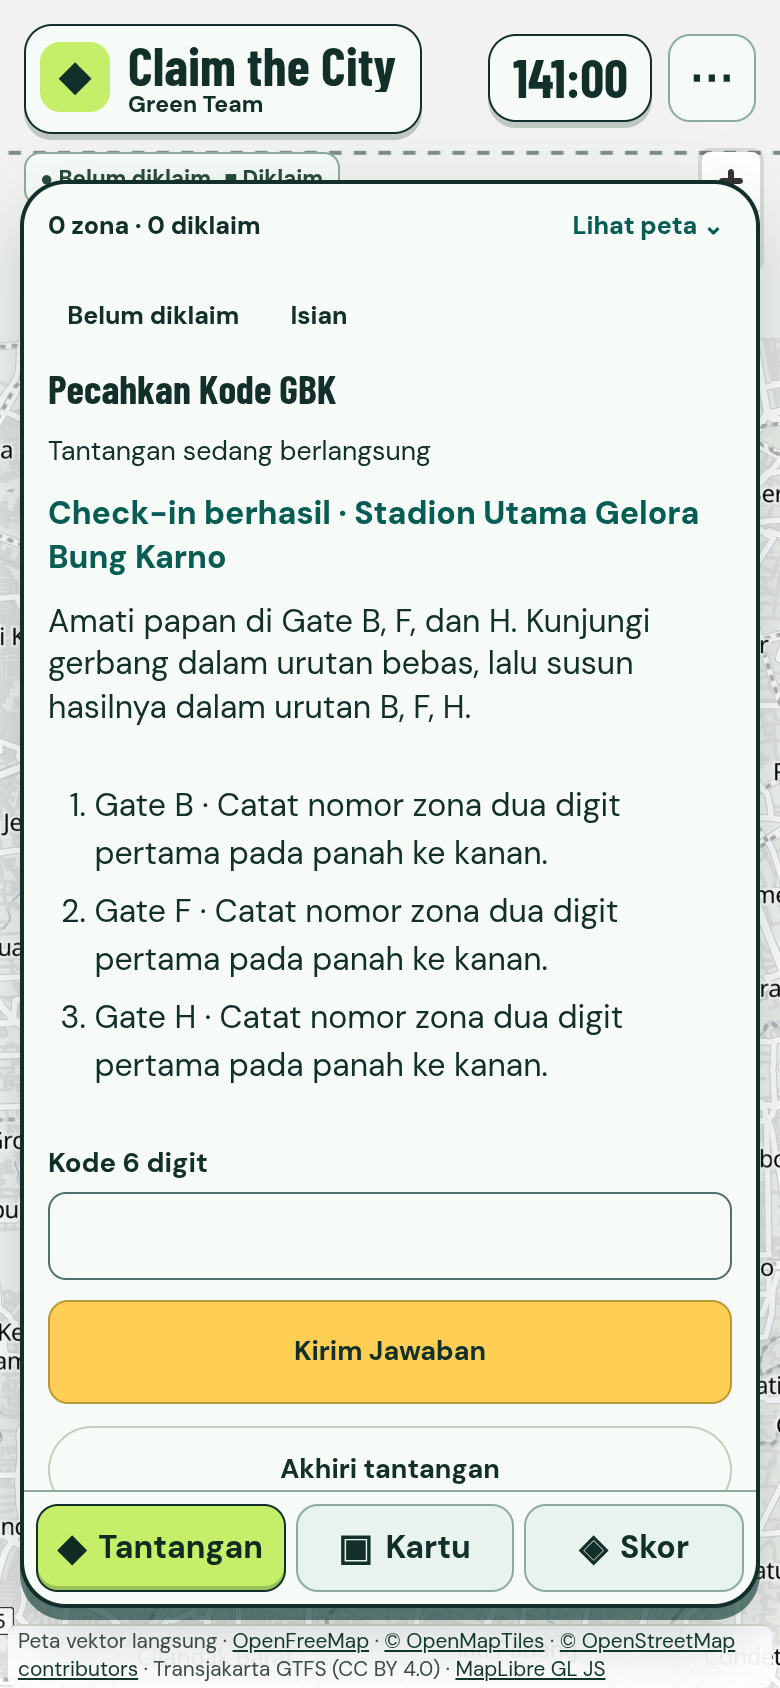 Claim the City
Green Team
141:00
...
Belum diklaim Diklaim
+
0 zona · 0 diklaim
Lihat peta
Belum diklaim Isian
Pecahkan Kode GBK
Tantangan sedang berlangsung
Check-in berhasil · Stadion Utama Gelora
Bung Karno
Amati papan di Gate B, F, dan H. Kunjungi
gerbang dalam urutan bebas, lalu susun
hasilnya dalam urutan B, F, H.
1. Gate B · Catat nomor zona dua digit
pertama pada panah ke kanan.
2. Gate F · Catat nomor zona dua digit
pertama pada panah ke kanan.
3. Gate H · Catat nomor zona dua digit
pertama pada panah ke kanan.
Kode 6 digit
Kirim Jawaban
Akhiri tantangan
Tantangan
Kartu
Skor
Peta vektor langsung · OpenFreeMap · © OpenMapTiles · © OpenStreetMap
contributors · Transjakarta GTFS (CC BY 4.0) · MapLibre GL JS